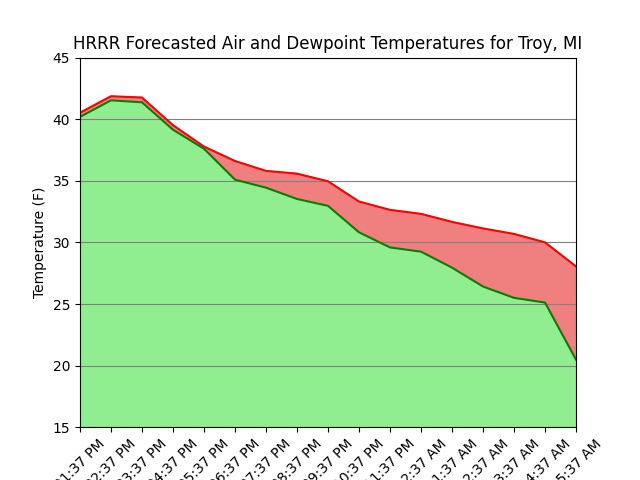 HRRR Forecasted Air and Dewpoint Temperatures for Troy, MI
Temperature (F)
45
40
35
30
25
20
15
1:37 PM
2:37 PM
3:37 PM
4:37 PM
5:37 PM
6:37 PM
7:37 PM
8:37 PM
9:37 PM
0:37 PM
1:37 PM
2:37 AM
1:37 AM
2:37 AM
3:37 AM
4:37 AM
5:37 AM